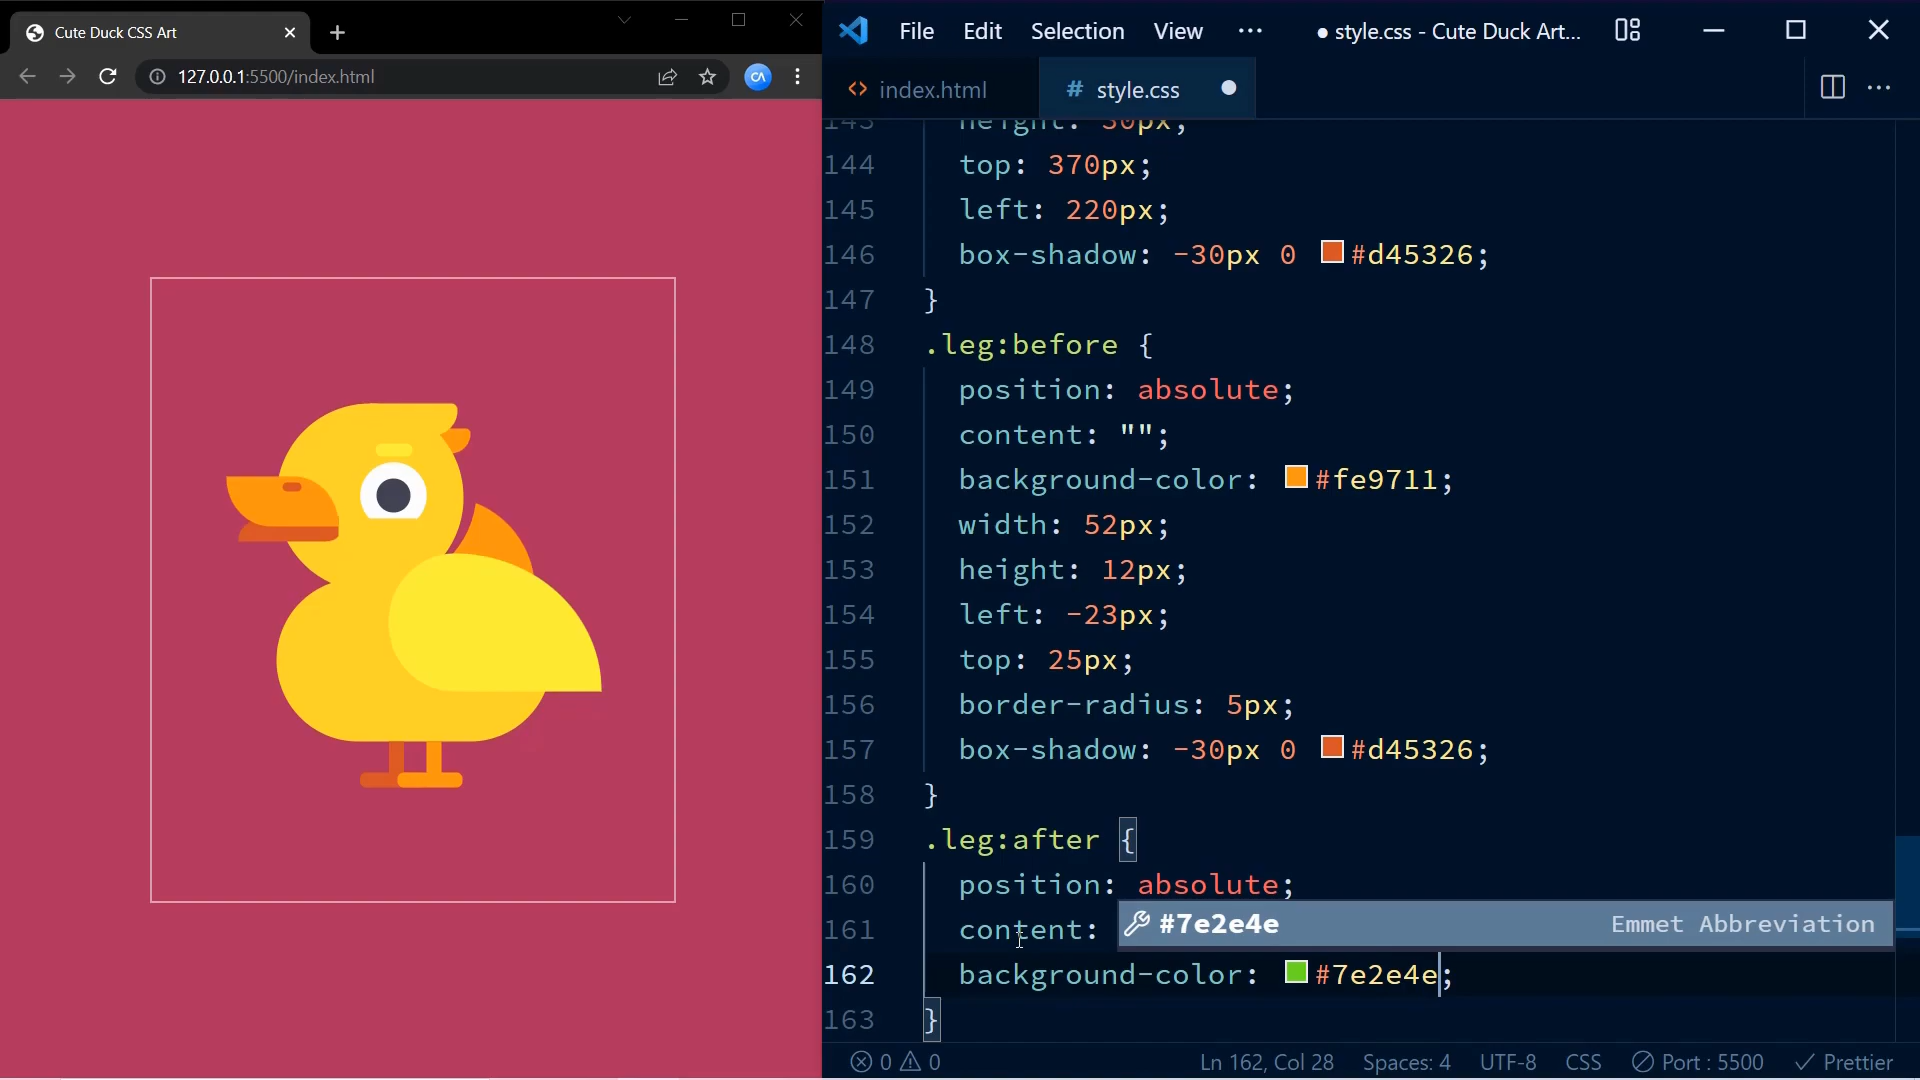 Cute Duck CSS Art
127.0.0.1:5500/index.html
File Edit Selection View ··· ● style.css - Cute Duck Art...
<> index.html # style.css
143 height: 30px;
144 top: 370px;
145 left: 220px;
146 box-shadow: -30px 0 #d45326;
147 }
148 .leg:before {
149 position: absolute;
150 content: "";
151 background-color: #fe9711;
152 width: 52px;
153 height: 12px;
154 left: -23px;
155 top: 25px;
156 border-radius: 5px;
157 box-shadow: -30px 0 #d45326;
158 }
159 .leg:after {
160 position: absolute;
#7e2e4e Emmet Abbreviation
161 content:
162 background-color: #7e2e4e;
163 }
0 0 Ln 162, Col 28 Spaces: 4 UTF-8 CSS Port : 5500 Prettier